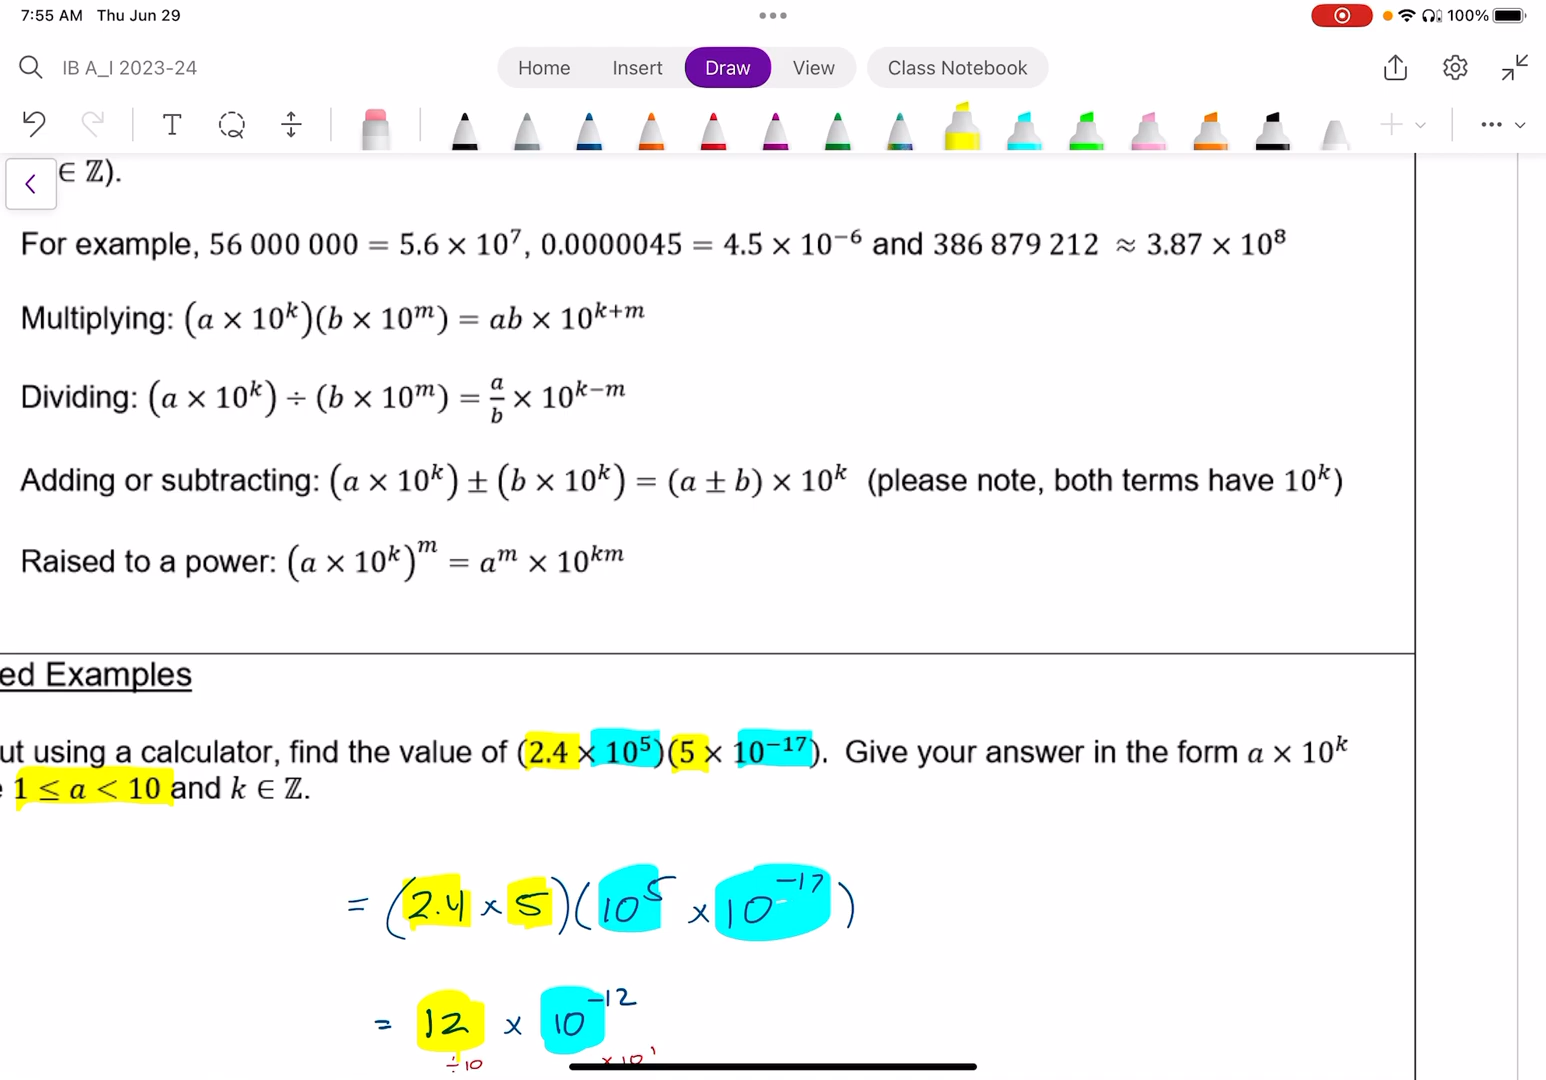 7:55 AM Thu Jun 29
100%
IB A_I 2023-24
Home Insert Draw View Class Notebook
T
∈ ℤ).
For example, 56 000 000 = 5.6 × 10⁷, 0.0000045 = 4.5 × 10⁻⁶ and 386 879 212 ≈ 3.87 × 10⁸
Multiplying: (a × 10ᵏ)(b × 10ᵐ) = ab × 10ᵏ⁺ᵐ
Dividing: (a × 10ᵏ) ÷ (b × 10ᵐ) = a/b × 10ᵏ⁻ᵐ
Adding or subtracting: (a × 10ᵏ) ± (b × 10ᵏ) = (a ± b) × 10ᵏ (please note, both terms have 10ᵏ)
Raised to a power: (a × 10ᵏ)ᵐ = aᵐ × 10ᵏᵐ
ed Examples
ut using a calculator, find the value of (2.4 × 10⁵)(5 × 10⁻¹⁷). Give your answer in the form a × 10ᵏ
e 1 ≤ a < 10 and k ∈ ℤ.
= (2.4 × 5)(10⁵ × 10⁻¹⁷)
= 12 × 10⁻¹²
÷10 ×10¹